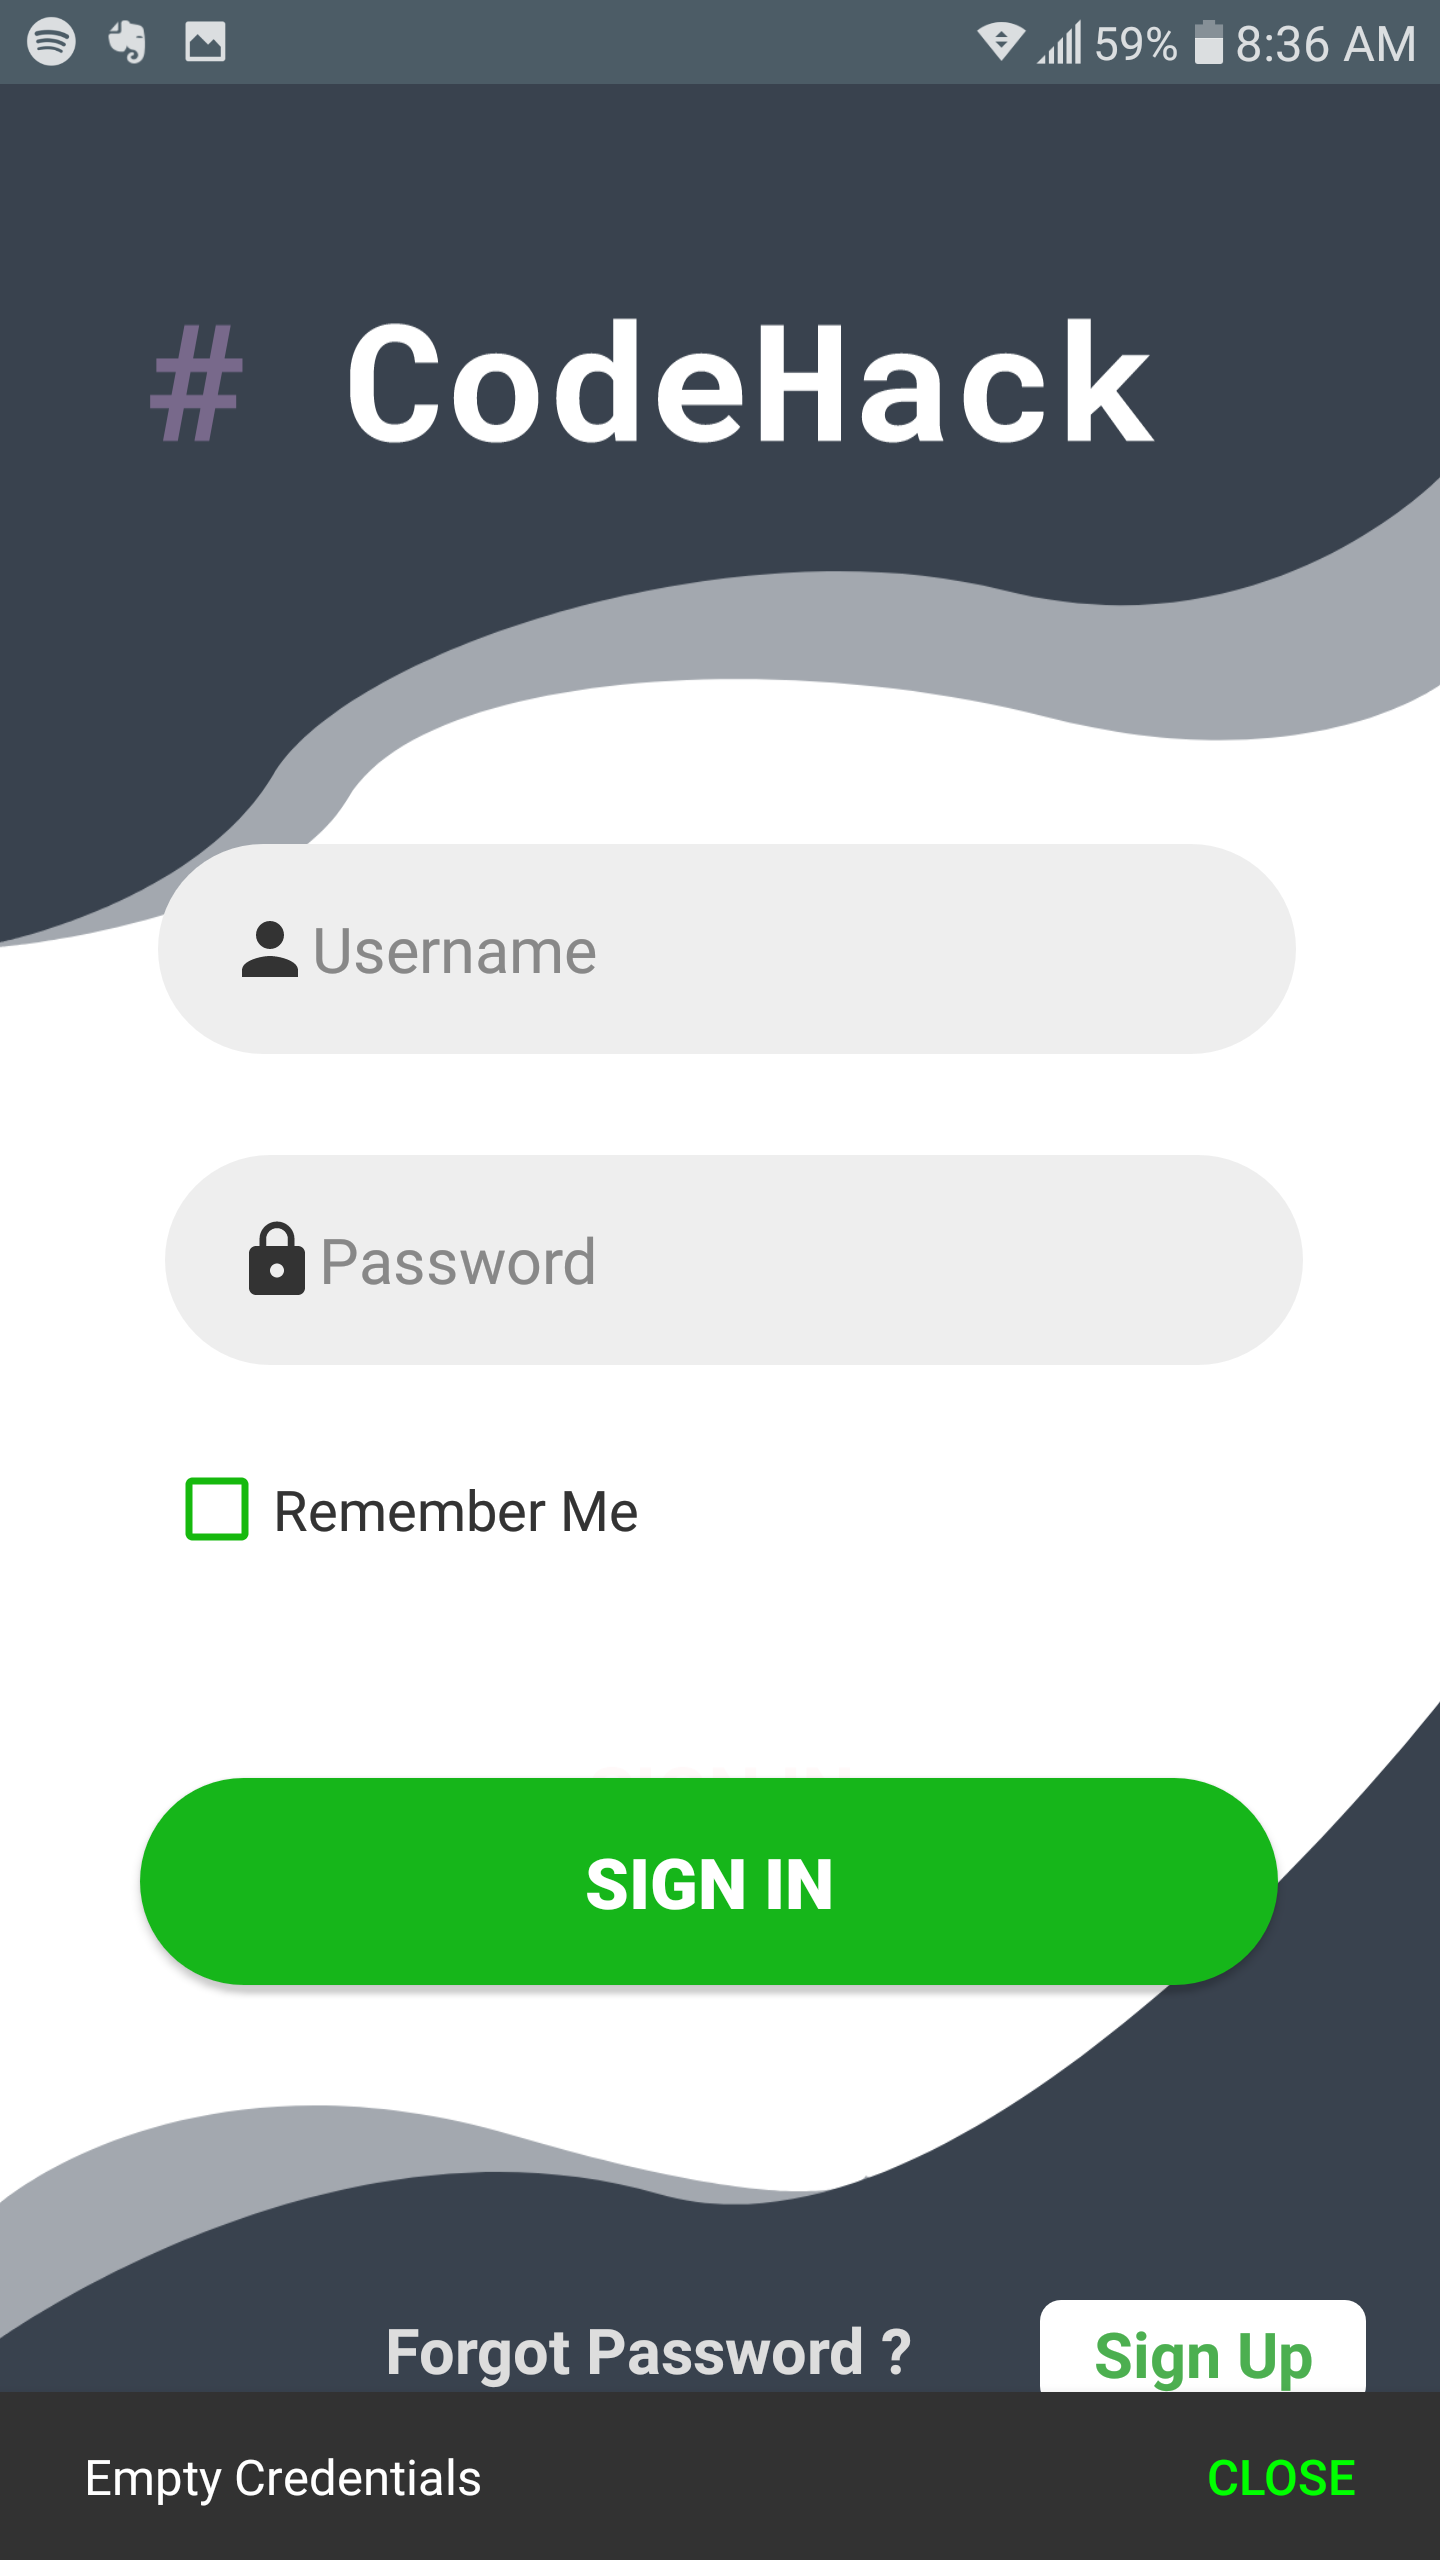 59% 8:36 AM
# CodeHack
Username
Password
Remember Me
SIGN IN
Forgot Password ?
Sign Up
Empty Credentials
CLOSE